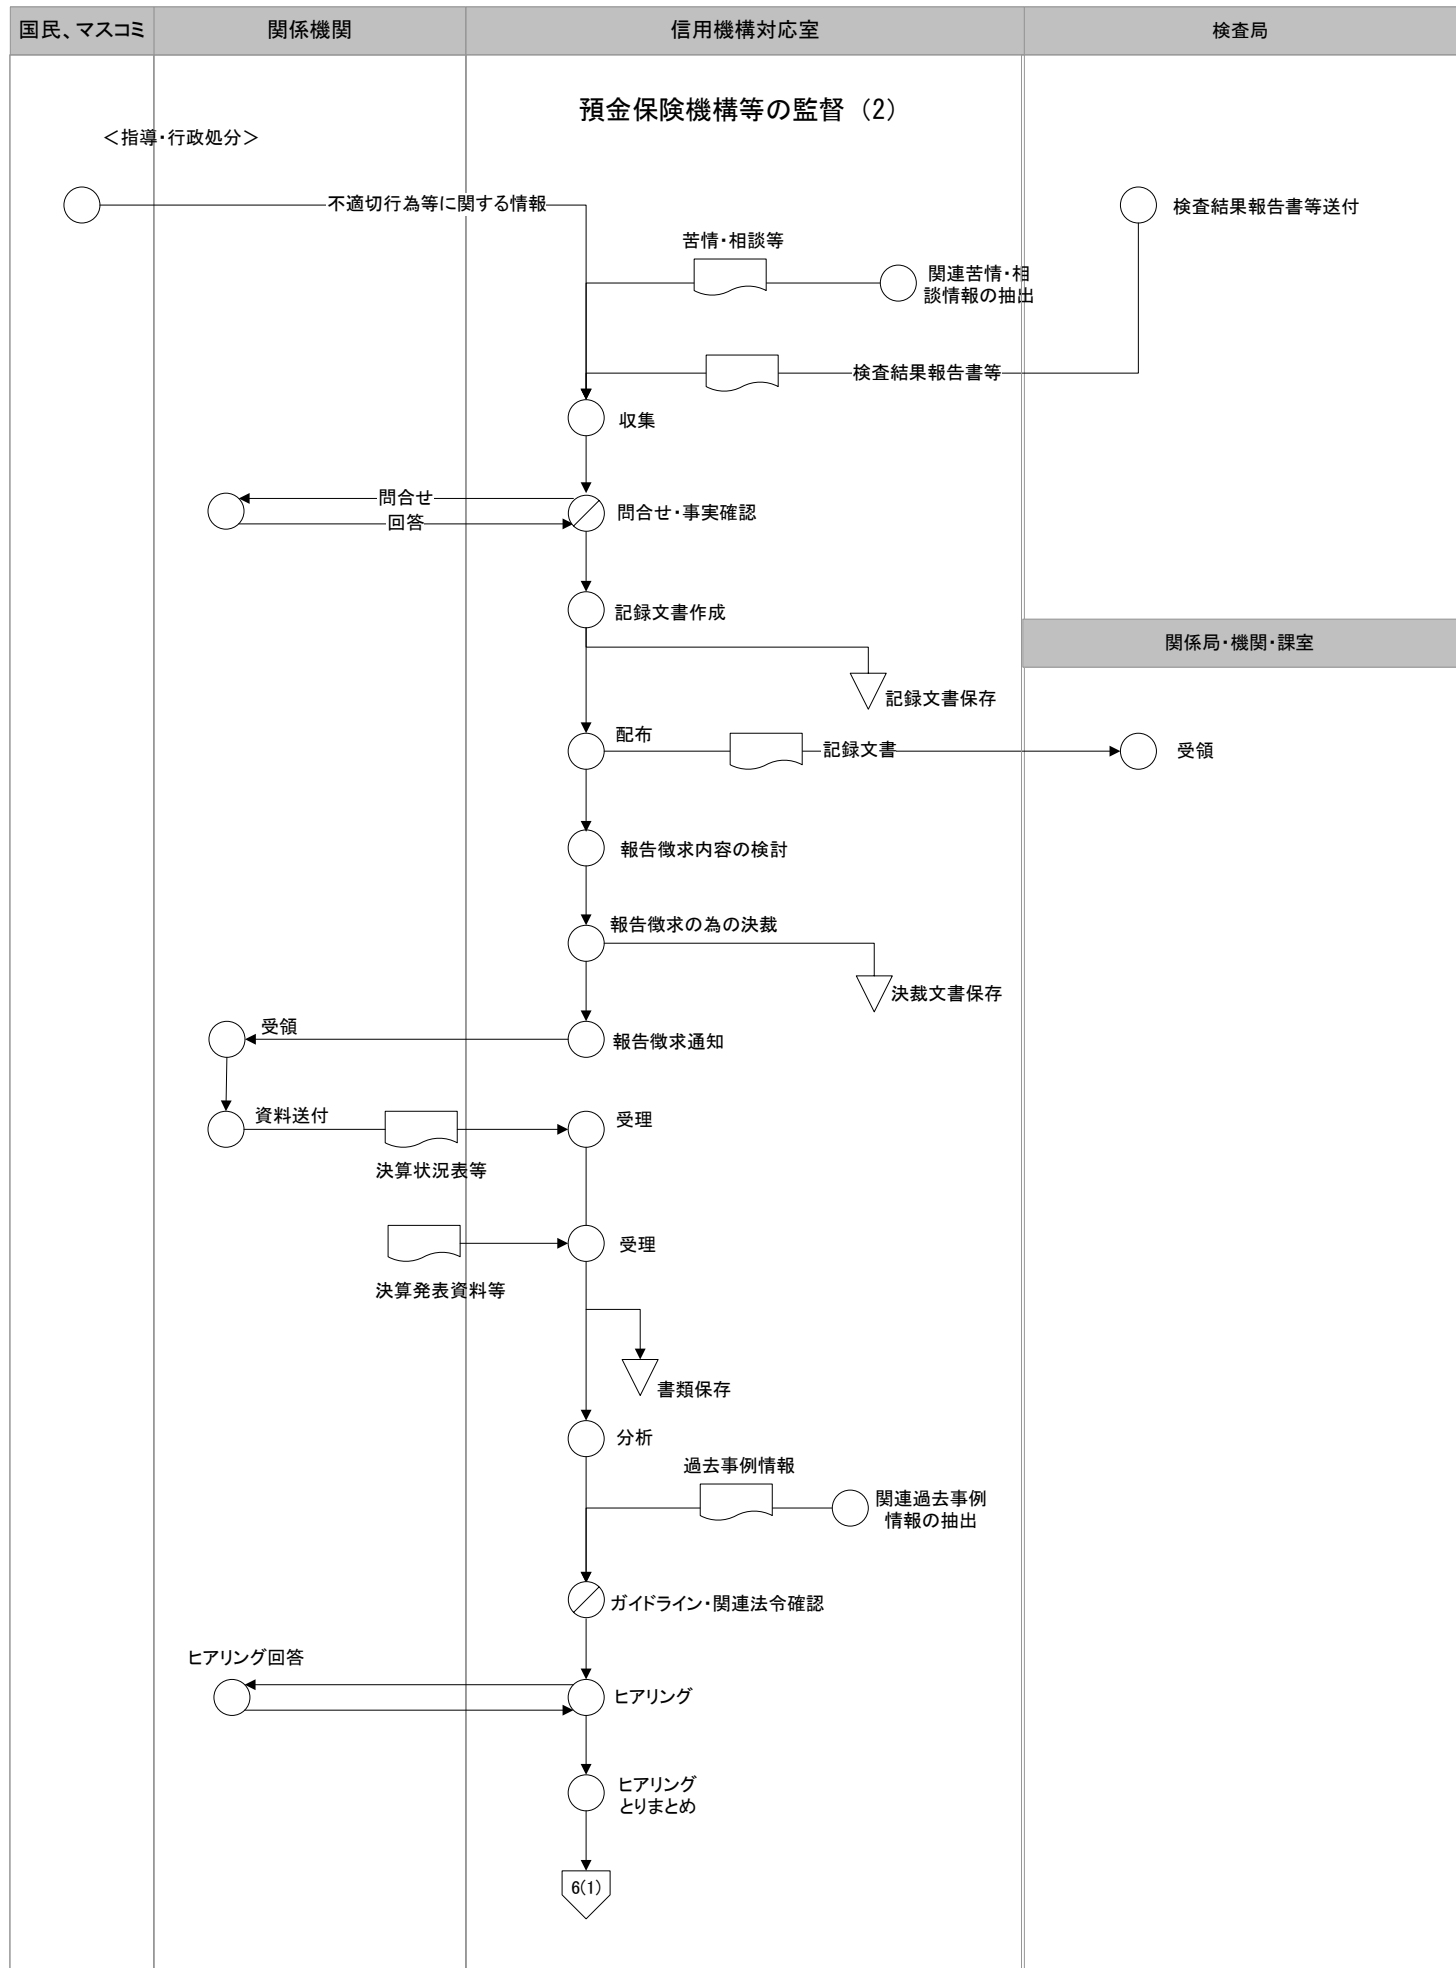 国民、マスコミ
関係機関
信用機構対応室
検査局
預金保険機構等の監督（2）
＜指導・行政処分＞
不適切行為等に関する情報
検査結果報告書等送付
苦情・相談等
関連苦情・相
談情報の抽出
検査結果報告書等
収集
問合せ
回答
問合せ・事実確認
記録文書作成
関係局・機関・課室
記録文書保存
配布
記録文書
受領
報告徴求内容の検討
報告徴求の為の決裁
決裁文書保存
受領
報告徴求通知
資料送付
受理
決算状況表等
受理
決算発表資料等
書類保存
分析
過去事例情報
関連過去事例
情報の抽出
ガイドライン・関連法令確認
ヒアリング回答
ヒアリング
ヒアリング
とりまとめ
6(1)